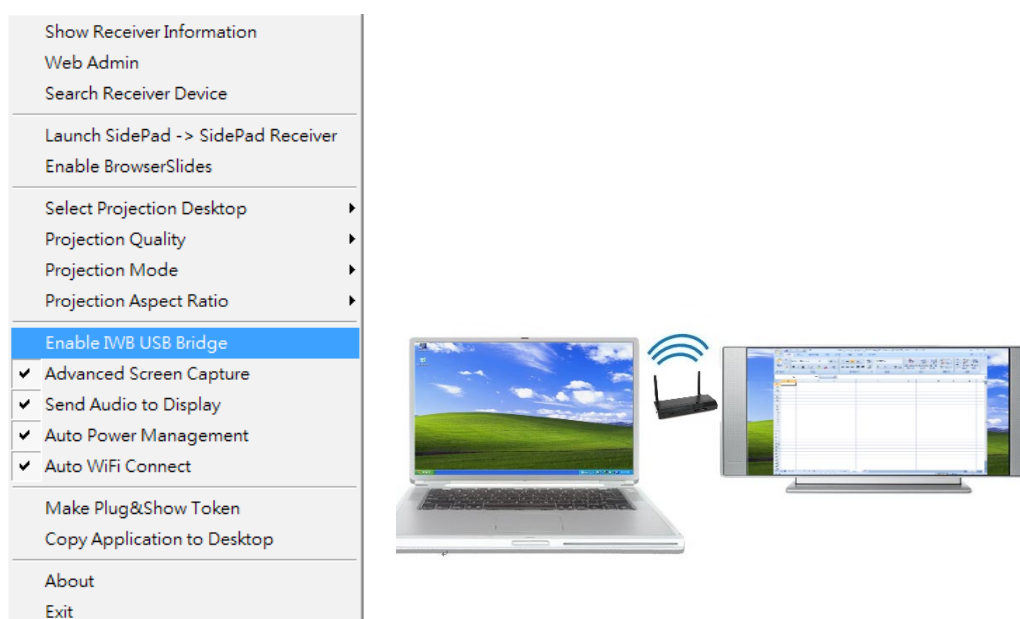 Show Receiver Information
Web Admin
Search Receiver Device
Launch SidePad -> SidePad Receiver
Enable BrowserSlides
Select Projection Desktop
Projection Quality
Projection Mode
Projection Aspect Ratio
Enable IWB USB Bridge
Advanced Screen Capture
Send Audio to Display
Auto Power Management
Auto WiFi Connect
Make Plug&Show Token
Copy Application to Desktop
About
Exit